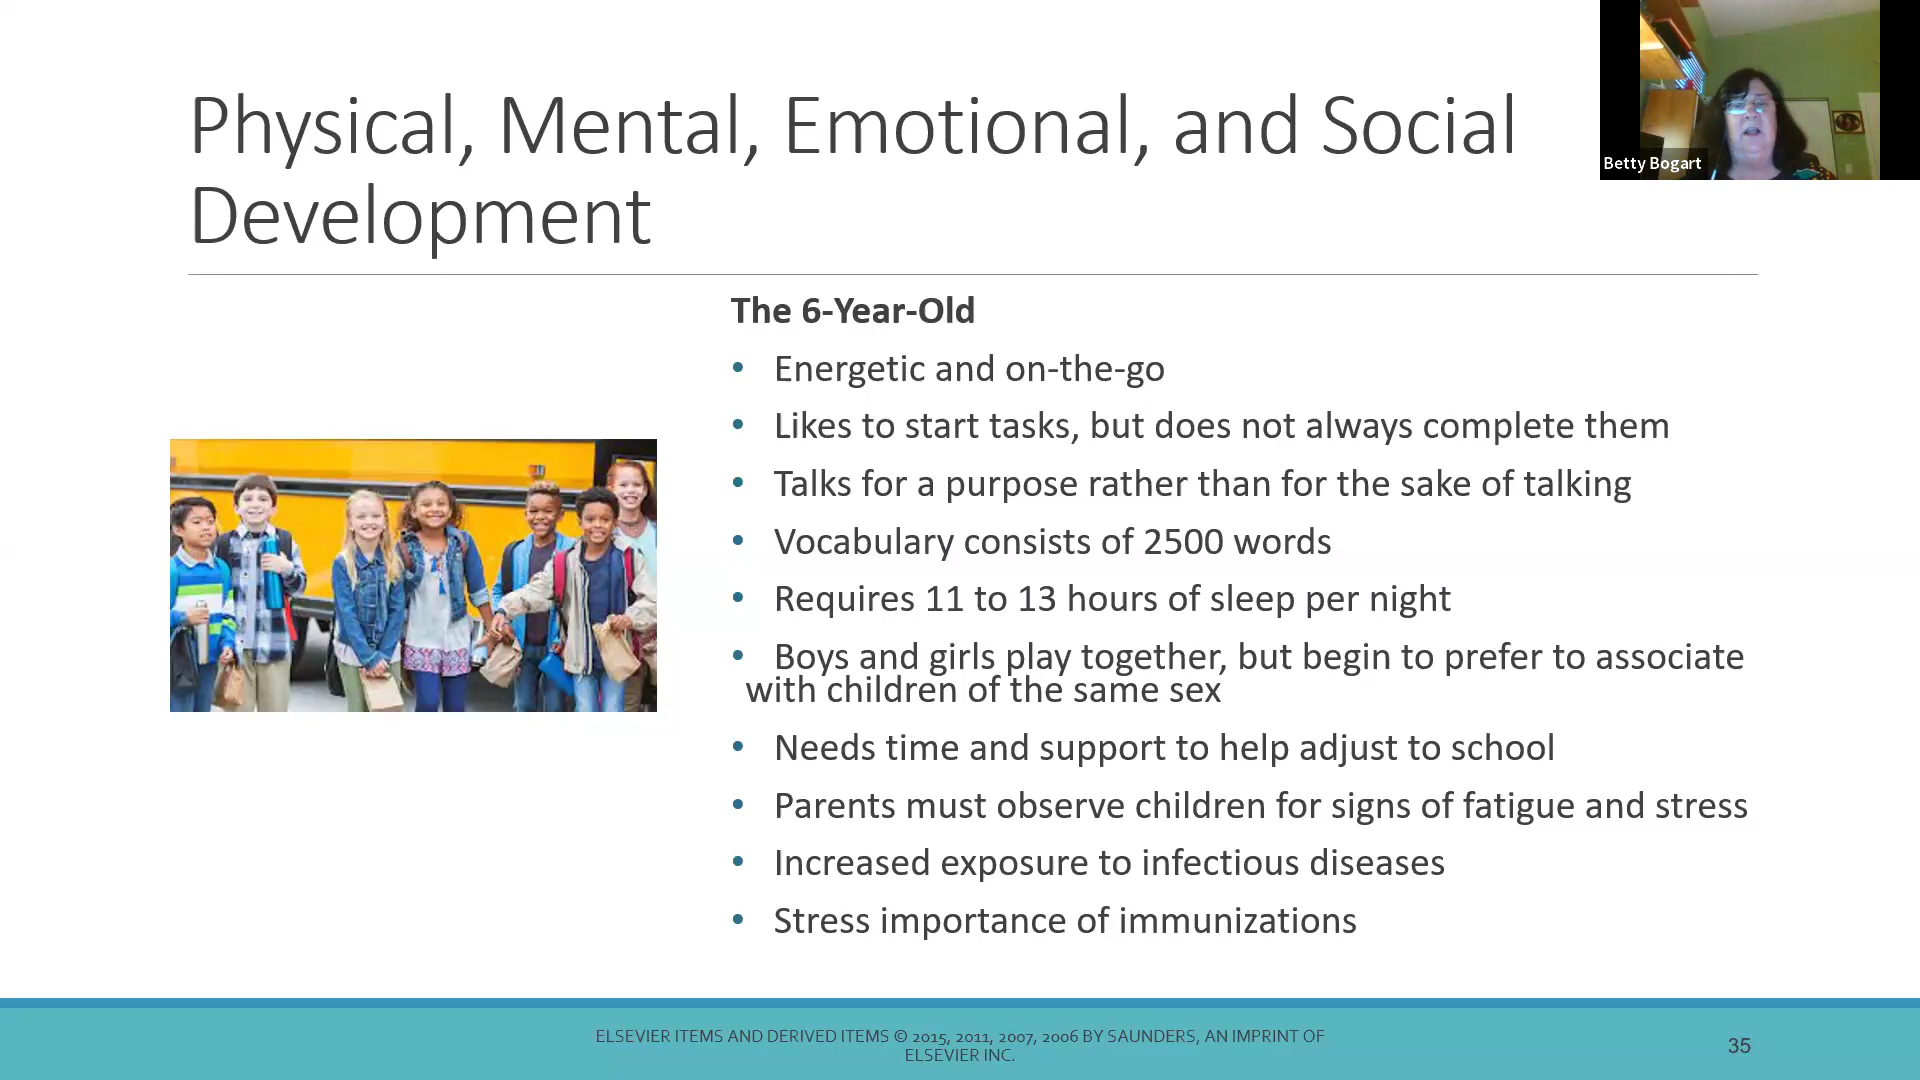 Physical, Mental, Emotional, and Social
Development
Betty Bogart
The 6-Year-Old
• Energetic and on-the-go
• Likes to start tasks, but does not always complete them
• Talks for a purpose rather than for the sake of talking
• Vocabulary consists of 2500 words
• Requires 11 to 13 hours of sleep per night
• Boys and girls play together, but begin to prefer to associate
with children of the same sex
• Needs time and support to help adjust to school
• Parents must observe children for signs of fatigue and stress
• Increased exposure to infectious diseases
• Stress importance of immunizations
ELSEVIER ITEMS AND DERIVED ITEMS © 2015, 2011, 2007, 2006 BY SAUNDERS, AN IMPRINT OF
ELSEVIER INC.
35